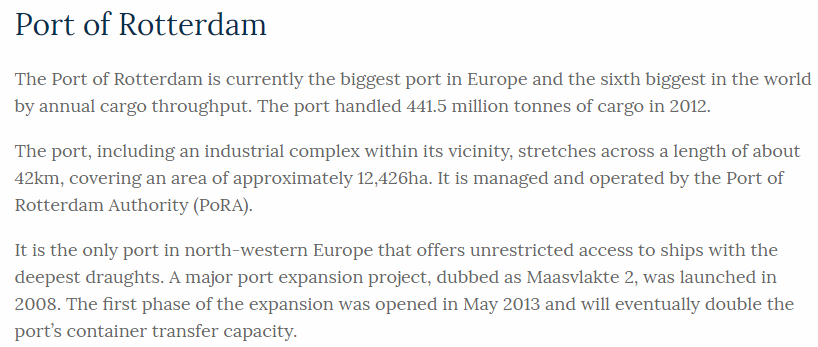 Port of Rotterdam
The Port of Rotterdam is currently the biggest port in Europe and the sixth biggest in the world
by annual cargo throughput. The port handled 441.5 million tonnes of cargo in 2012.
The port, including an industrial complex within its vicinity, stretches across a length of about
42km, covering an area of approximately 12,426ha. It is managed and operated by the Port of
Rotterdam Authority (PoRA).
It is the only port in north-western Europe that offers unrestricted access to ships with the
deepest draughts. A major port expansion project, dubbed as Maasvlakte 2, was launched in
2008. The first phase of the expansion was opened in May 2013 and will eventually double the
port's container transfer capacity.